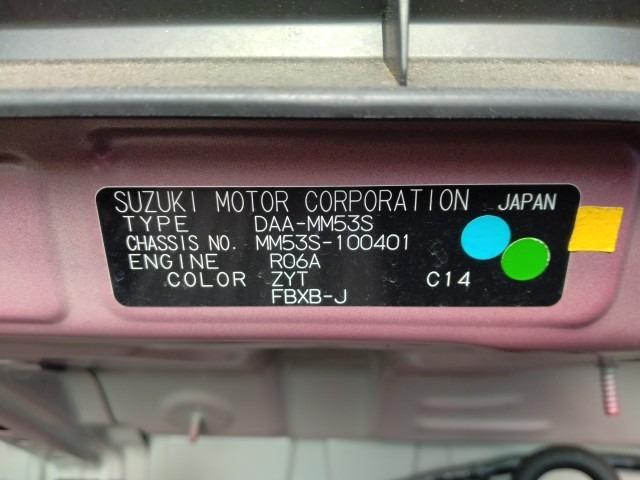 SUZUKI MOTOR CORPORATION JAPAN
TYPE DAA-MM53S
CHASSIS NO. MM53S-100401
ENGINE R06A
COLOR ZYT C14
FBXB-J